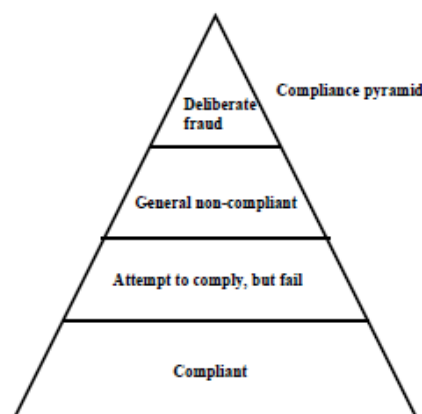 Compliance pyramid
Deliberate
fraud
General non-compliant
Attempt to comply, but fail
Compliant